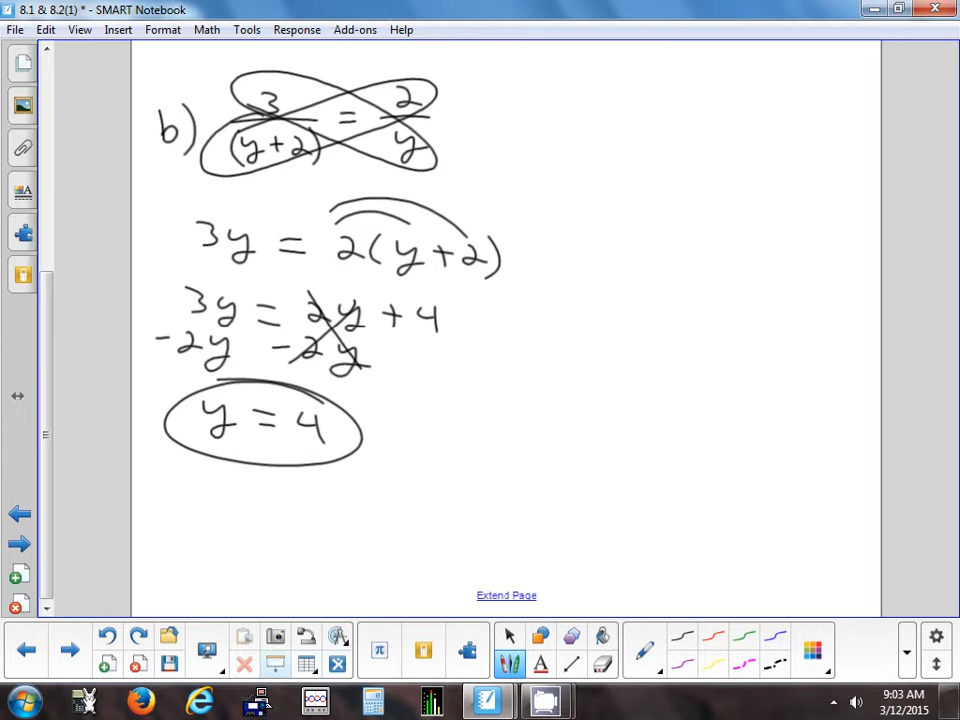 8.1 & 8.2(1) * - SMART Notebook
File Edit View Insert Format Math Tools Response Add-ons Help
b) 3/(y+2) = 2/y
3y = 2(y+2)
3y = 2y + 4
-2y -2y
y = 4
Extend Page
9:03 AM
3/12/2015